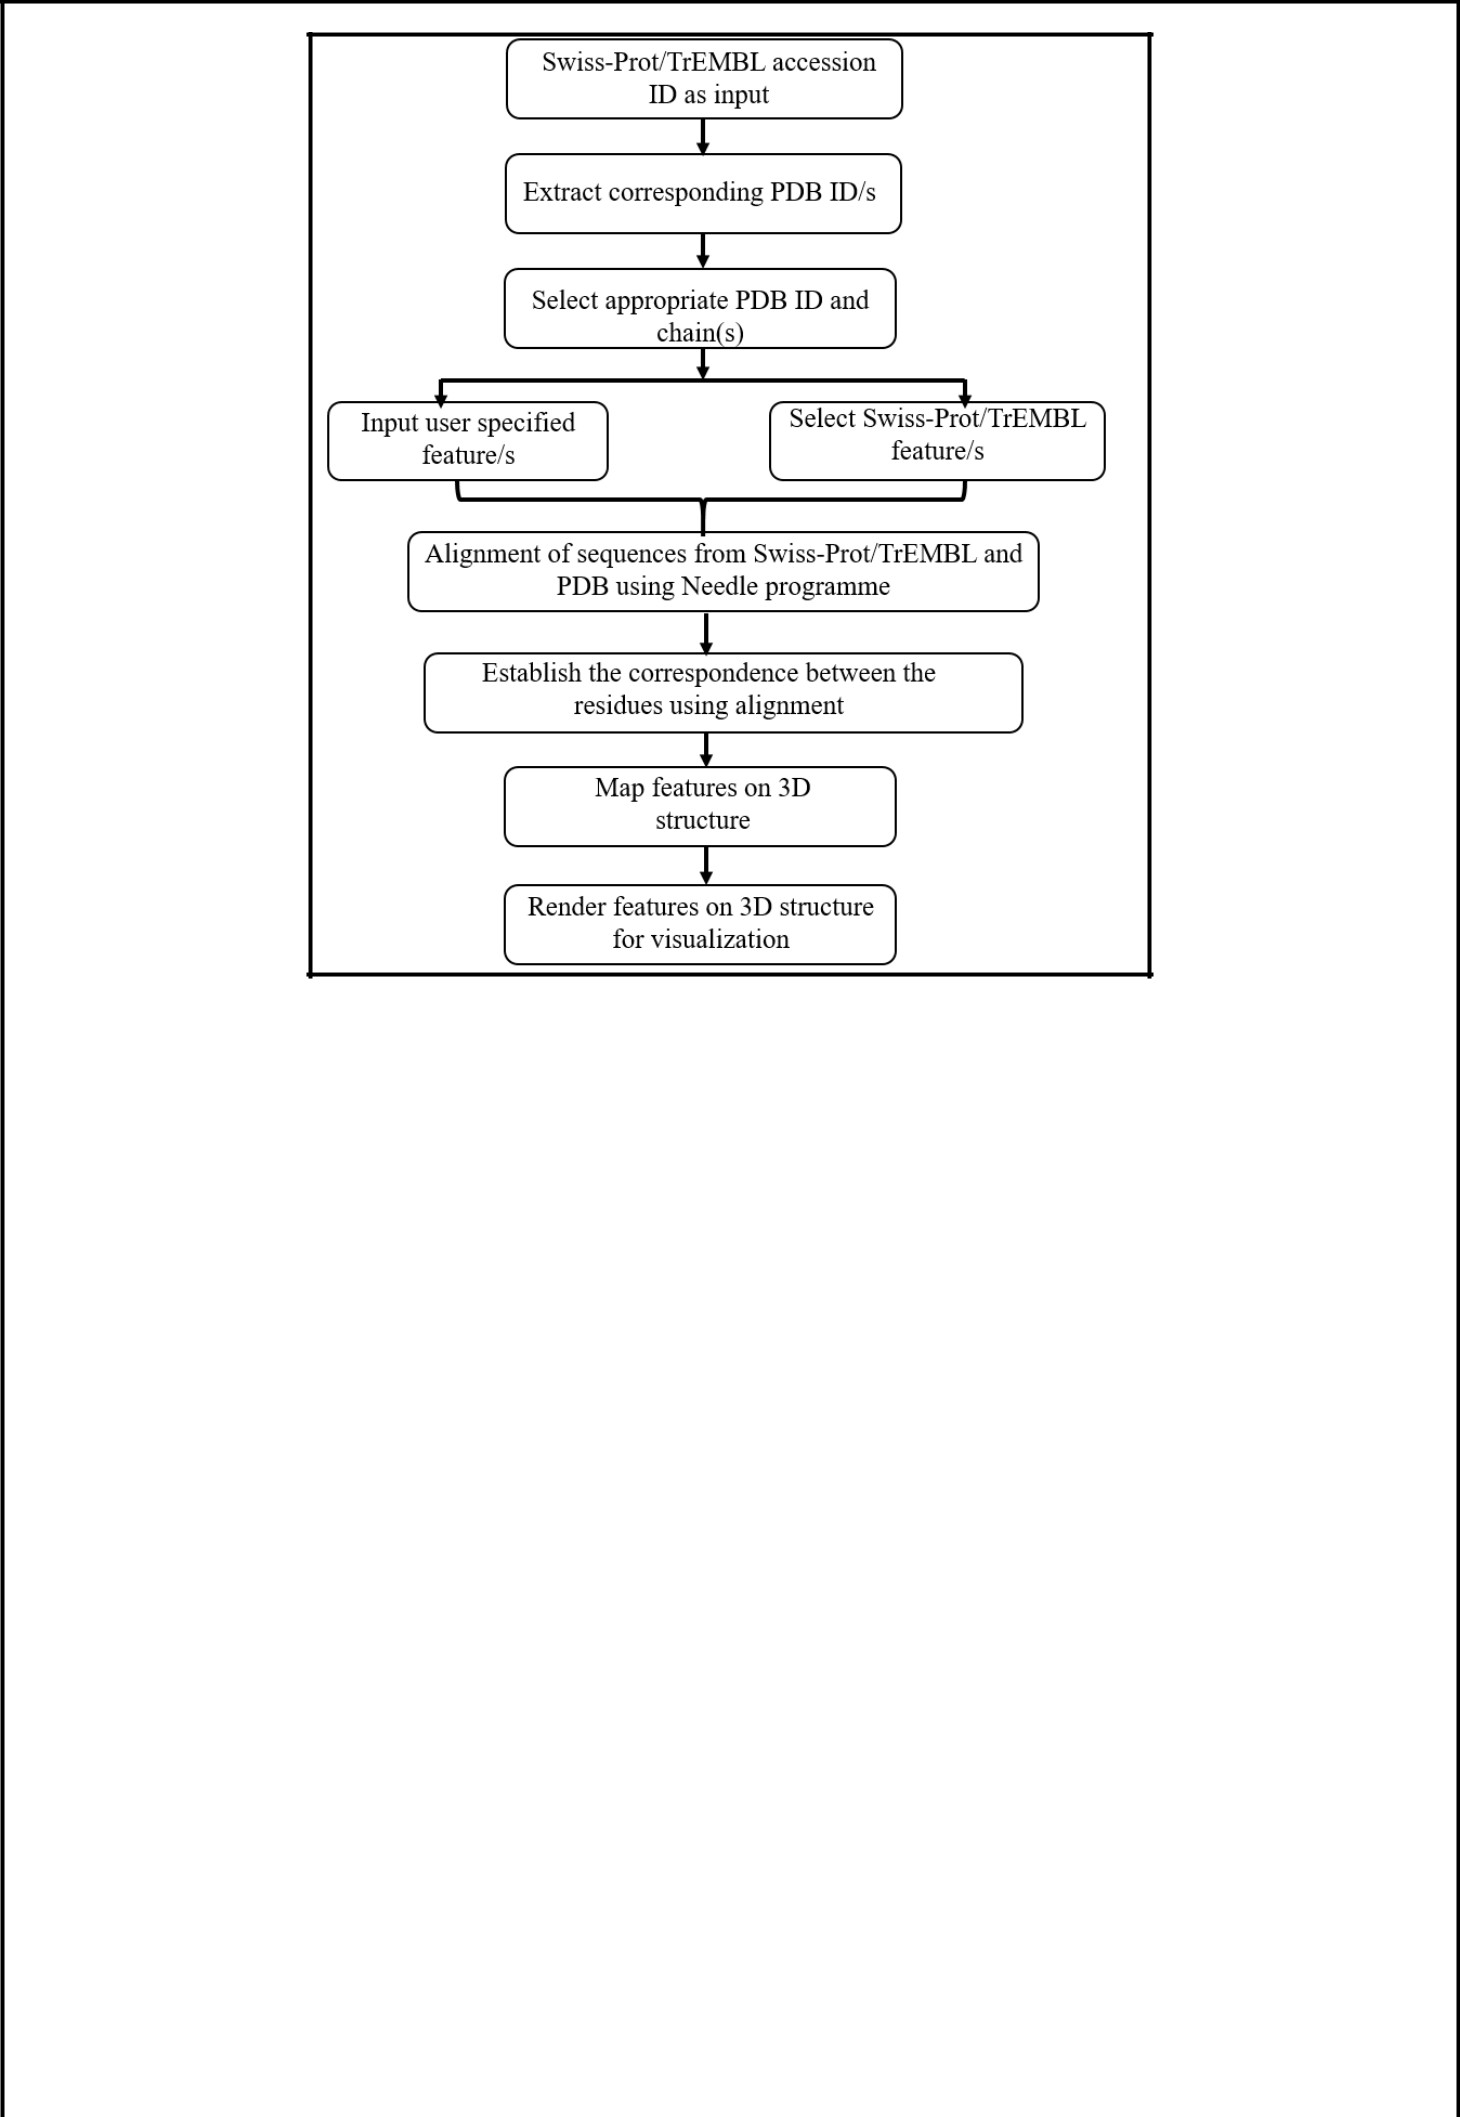 Swiss-Prot/TrEMBL accession
ID as input
Extract corresponding PDB ID/s
Select appropriate PDB ID and
chain(s)
Input user specified
feature/s
Select Swiss-Prot/TrEMBL
feature/s
Alignment of sequences from Swiss-Prot/TrEMBL and
PDB using Needle programme
Establish the correspondence between the
residues using alignment
Map features on 3D
structure
Render features on 3D structure
for visualization